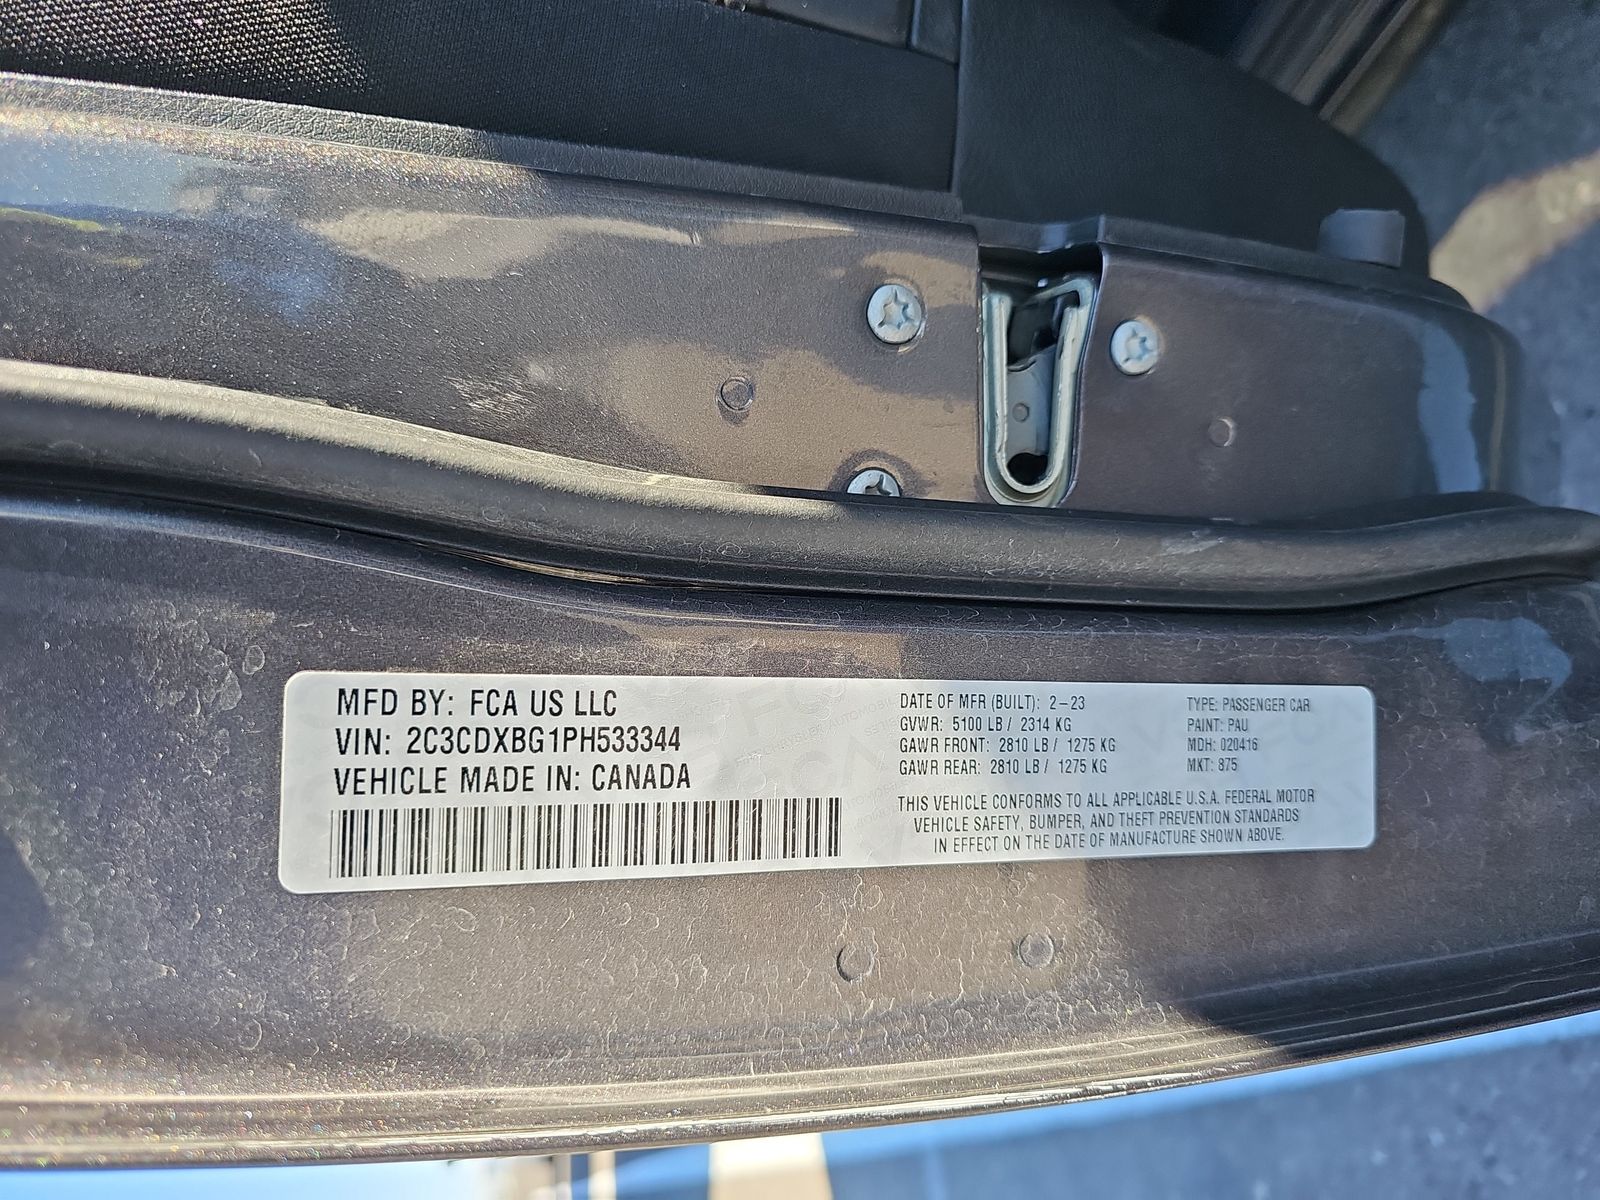 MFD BY: FCA US LLC
VIN: 2C3CDXBG1PH533344
VEHICLE MADE IN: CANADA
DATE OF MFR (BUILT): 2-23
GVWR: 5100 LB / 2314 KG
GAWR FRONT: 2810 LB / 1275 KG
GAWR REAR: 2810 LB / 1275 KG
TYPE: PASSENGER CAR
PAINT: PAU
MDH: 020416
MKT: 875
THIS VEHICLE CONFORMS TO ALL APPLICABLE U.S.A. FEDERAL MOTOR
VEHICLE SAFETY, BUMPER, AND THEFT PREVENTION STANDARDS
IN EFFECT ON THE DATE OF MANUFACTURE SHOWN ABOVE.